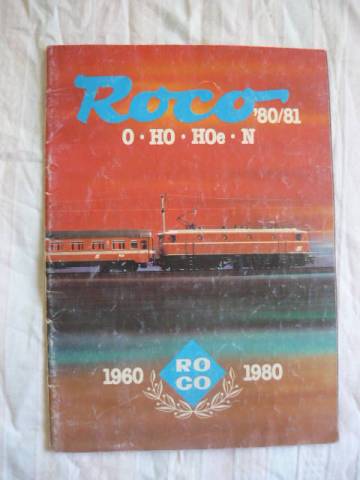 Roco '80/81
O · HO · HOe · N
1960 RO CO 1980